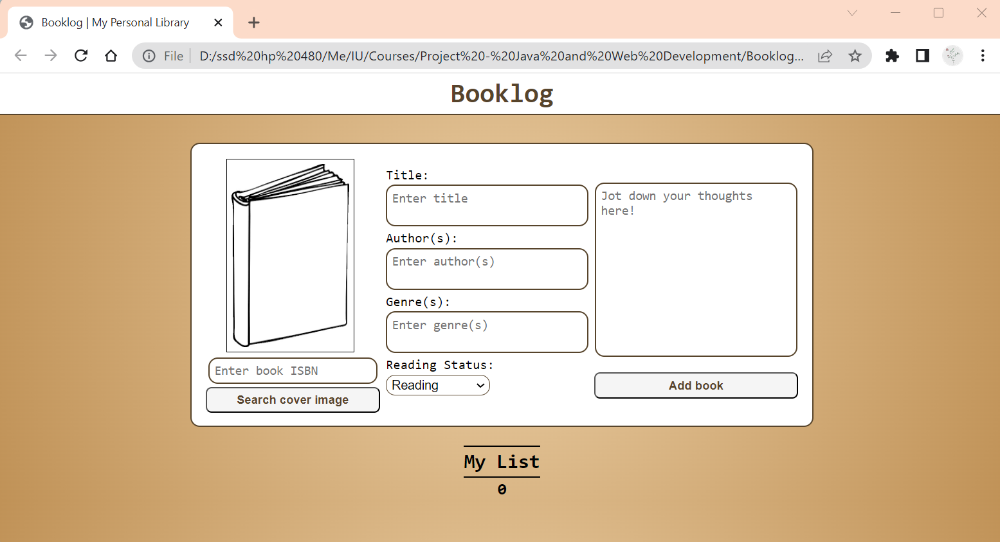 Booklog | My Personal Library
File
D:/ssd%20hp%20480/Me/IU/Courses/Project%20-%20Java%20and%20Web%20Development/Booklog...
Booklog
Title:
Enter title
Jot down your thoughts
here!
Author(s):
Enter author(s)
Genre(s):
Enter genre(s)
Reading Status:
Enter book ISBN
Reading
Add book
Search cover image
My List
0